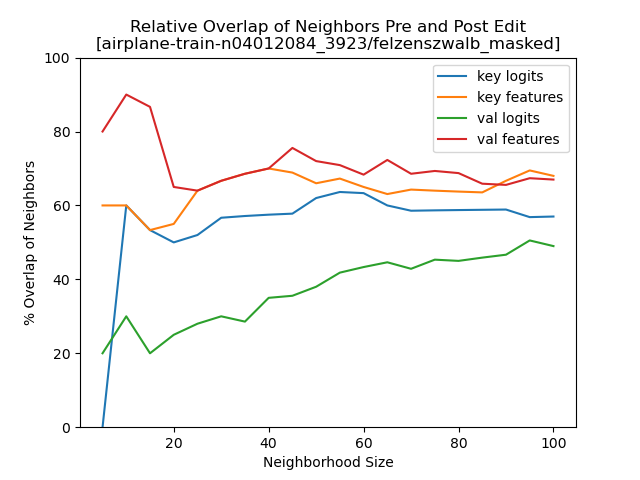 Relative Overlap of Neighbors Pre and Post Edit
[airplane-train-n04012084_3923/felzenszwalb_masked]
100
80
60
40
20
0
% Overlap of Neighbors
key logits
key features
val logits
val features
20
40
60
80
100
Neighborhood Size